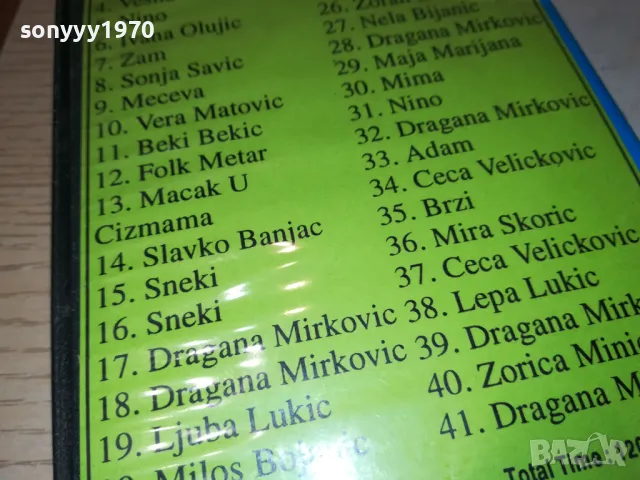 sonyyy1970
7. Zam
8. Sonja Savic
9. Meceva
10. Vera Matovic
11. Beki Bekic
12. Folk Metar
13. Macak U
Cizmama
14. Slavko Banjac
15. Sneki
16. Sneki
17. Dragana Mirkovic
18. Dragana Mirkovic
19. Ljuba Lukic
Milos
27. Nela Bijanic
28. Dragana Mirkovic
29. Maja Marijana
30. Mima
31. Nino
32. Dragana Mirkovic
33. Adam
34. Ceca Velickovic
35. Brzi
36. Mira Skoric
37. Ceca Velickovic
38. Lepa Lukic
39. Dragana
40. Zorica
41. Dragana
Total Time
BAZAR